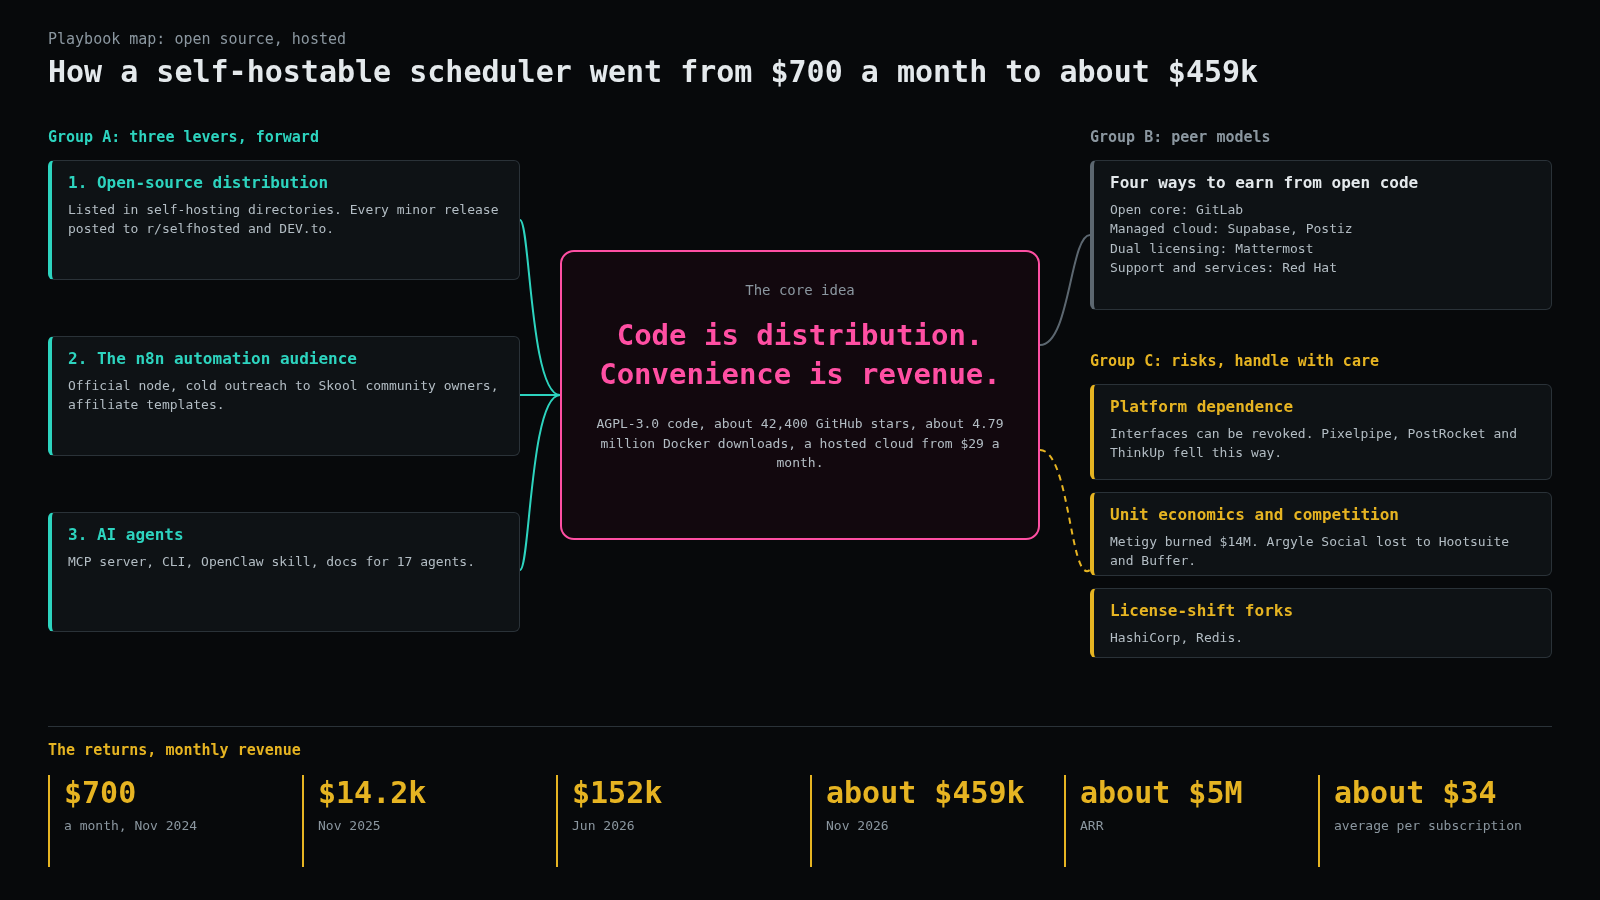 Playbook map: open source, hosted
How a self-hostable scheduler went from $700 a month to about $459k
Group A: three levers, forward
1. Open-source distribution
Listed in self-hosting directories. Every minor release
posted to r/selfhosted and DEV.to.
2. The n8n automation audience
Official node, cold outreach to Skool community owners,
affiliate templates.
3. AI agents
MCP server, CLI, OpenClaw skill, docs for 17 agents.
The core idea
Code is distribution.
Convenience is revenue.
AGPL-3.0 code, about 42,400 GitHub stars, about 4.79
million Docker downloads, a hosted cloud from $29 a
month.
Group B: peer models
Four ways to earn from open code
Open core: GitLab
Managed cloud: Supabase, Postiz
Dual licensing: Mattermost
Support and services: Red Hat
Group C: risks, handle with care
Platform dependence
Interfaces can be revoked. Pixelpipe, PostRocket and
ThinkUp fell this way.
Unit economics and competition
Metigy burned $14M. Argyle Social lost to Hootsuite
and Buffer.
License-shift forks
HashiCorp, Redis.
The returns, monthly revenue
$700
a month, Nov 2024
$14.2k
Nov 2025
$152k
Jun 2026
about $459k
Nov 2026
about $5M
ARR
about $34
average per subscription